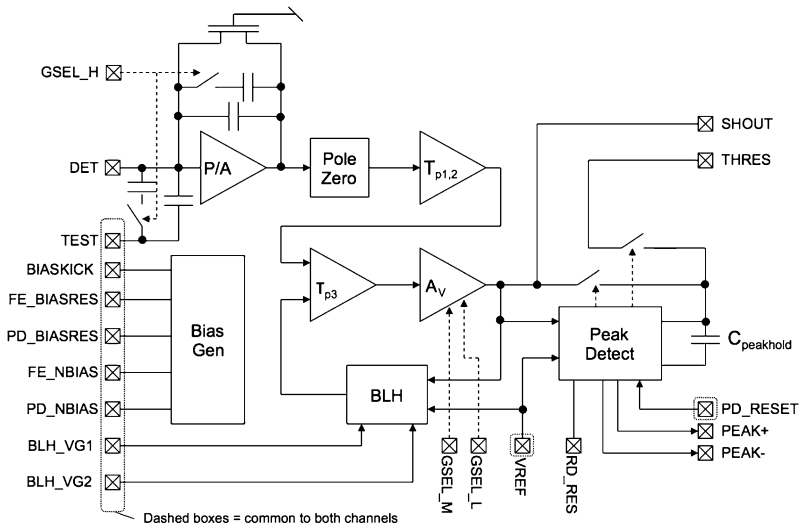 GSEL_H
SHOUT
THRES
DET
P/A
Pole
Zero
Tp1,2
TEST
BIASKICK
FE_BIASRES
PD_BIASRES
FE_NBIAS
PD_NBIAS
BLH_VG1
BLH_VG2
Bias
Gen
Tp3
AV
Peak
Detect
Cpeakhold
BLH
PD_RESET
PEAK+
PEAK-
GSEL_M
GSEL_L
VREF
RD_RES
Dashed boxes = common to both channels